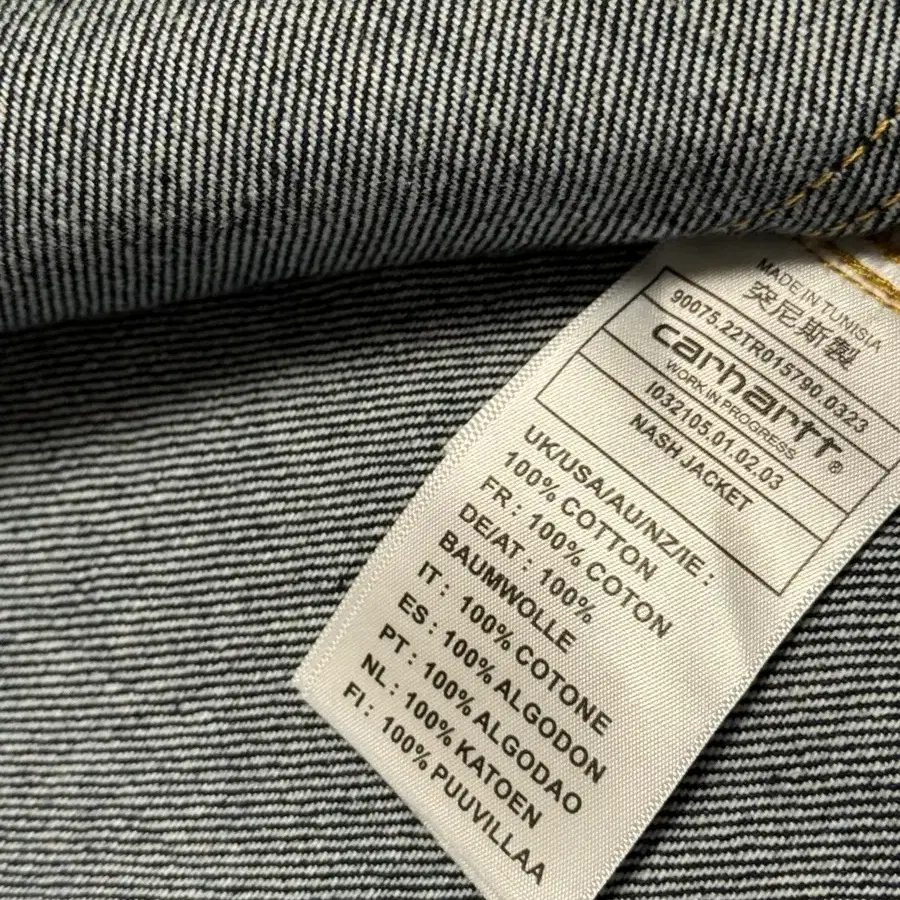 MADE IN TUNISIA
突尼斯製
90075.22TR015790.0323
carhartt®
WORK IN PROGRESS
I032105.01.02.03
NASH JACKET
UK/USA/AU/NZ/IE :
100% COTTON
FR : 100% COTON
DE/AT : 100%
BAUMWOLLE
IT : 100% COTONE
ES : 100% ALGODON
PT : 100% ALGODAO
NL : 100% KATOEN
FI : 100% PUUVILLAA